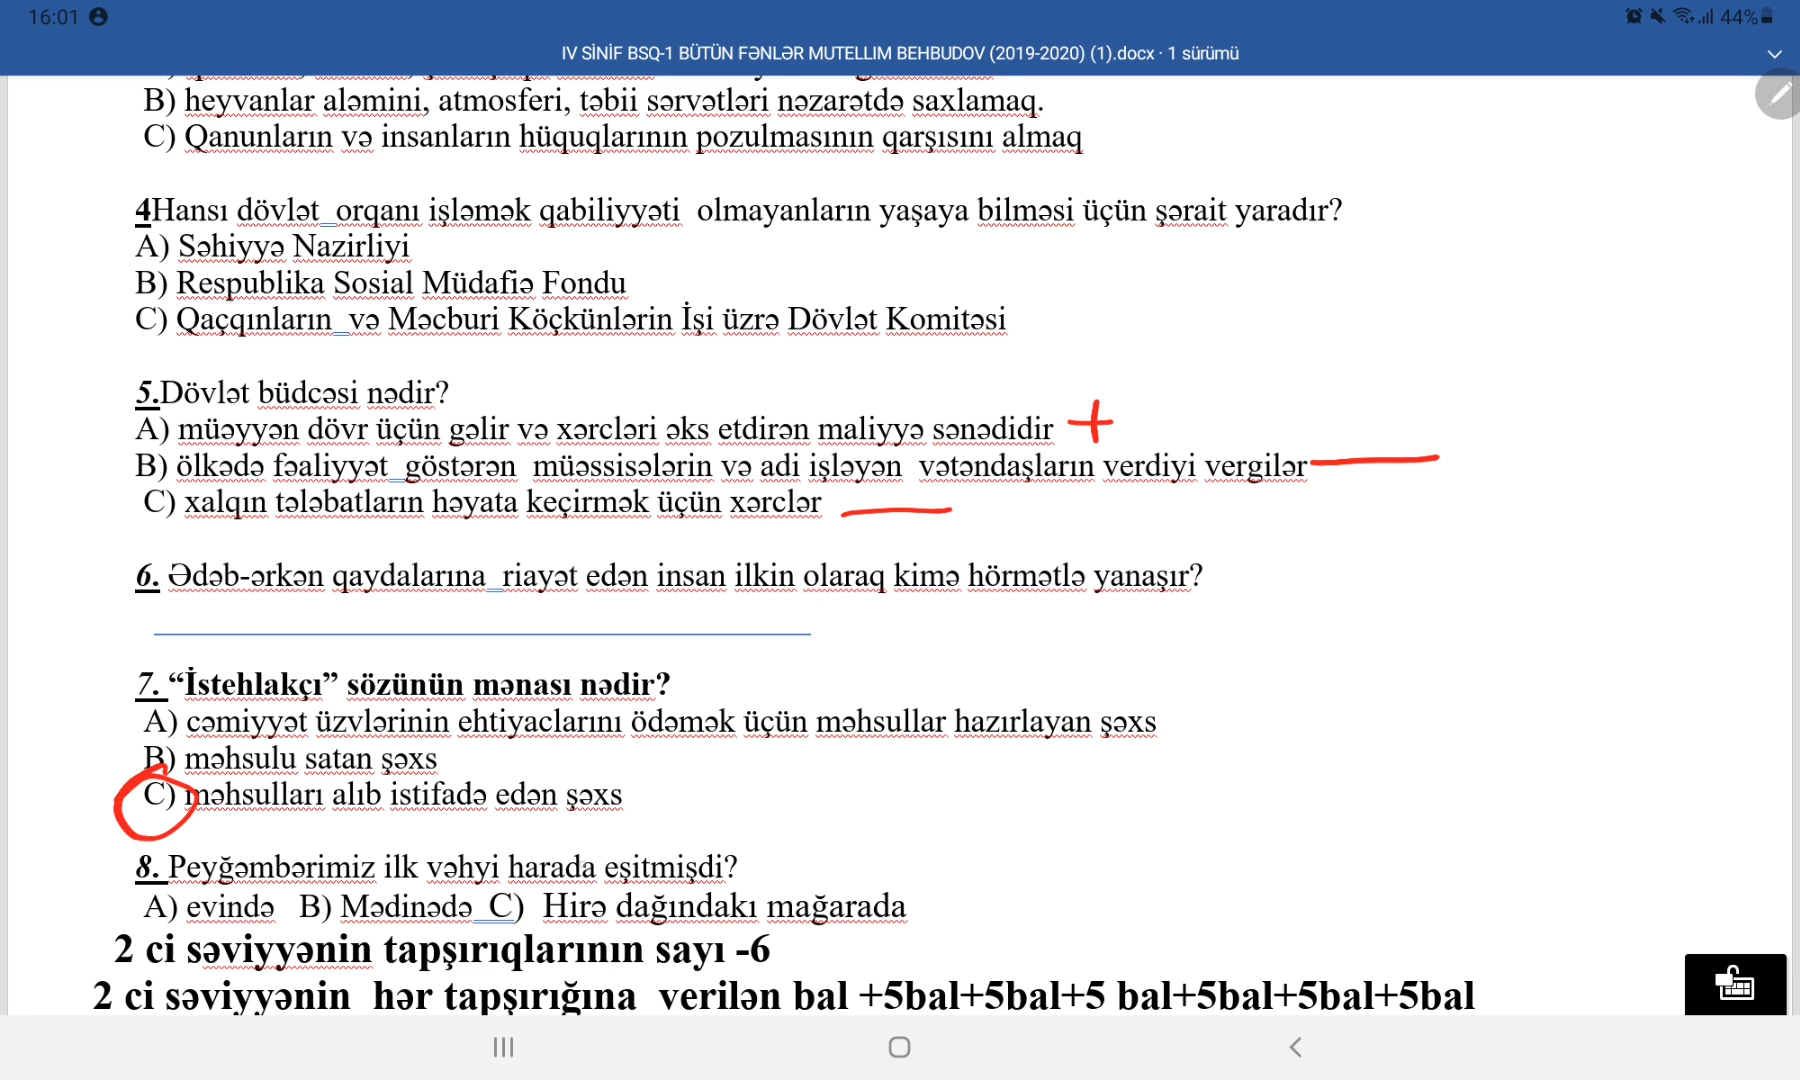 16:01
44%
IV SİNİF BSQ-1 BÜTÜN FƏNLƏR MUTELLIM BEHBUDOV (2019-2020) (1).docx · 1 sürümü
B) heyvanlar aləmini, atmosferi, təbii sərvətləri nəzarətdə saxlamaq.
C) Qanunların və insanların hüquqlarının pozulmasının qarşısını almaq
4Hansı dövlət orqanı işləmək qabiliyyəti olmayanların yaşaya bilməsi üçün şərait yaradır?
A) Səhiyyə Nazirliyi
B) Respublika Sosial Müdafiə Fondu
C) Qaçqınların və Məcburi Köçkünlərin İşi üzrə Dövlət Komitəsi
5.Dövlət büdcəsi nədir?
A) müəyyən dövr üçün gəlir və xərcləri əks etdirən maliyyə sənədidir +
B) ölkədə fəaliyyət göstərən müəssisələrin və adi işləyən vətəndaşların verdiyi vergilər
C) xalqın tələbatların həyata keçirmək üçün xərclər
6. Ədəb-ərkən qaydalarına riayət edən insan ilkin olaraq kimə hörmətlə yanaşır?
7. “İstehlakçı” sözünün mənası nədir?
A) cəmiyyət üzvlərinin ehtiyaclarını ödəmək üçün məhsullar hazırlayan şəxs
B) məhsulu satan şəxs
C) məhsulları alıb istifadə edən şəxs
8. Peyğəmbərimiz ilk vəhyi harada eşitmişdi?
A) evində B) Mədinədə C) Hirə dağındakı mağarada
2 ci səviyyənin tapşırıqlarının sayı -6
2 ci səviyyənin hər tapşırığına verilən bal +5bal+5bal+5 bal+5bal+5bal+5bal